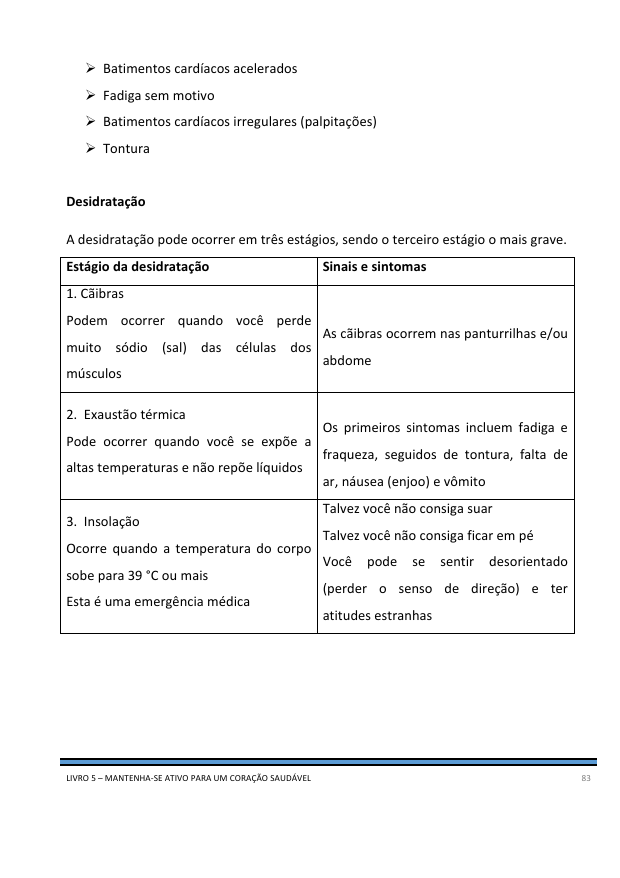 ➢ Batimentos cardíacos acelerados
➢ Fadiga sem motivo
➢ Batimentos cardíacos irregulares (palpitações)
➢ Tontura
Desidratação
A desidratação pode ocorrer em três estágios, sendo o terceiro estágio o mais grave.
Estágio da desidratação
Sinais e sintomas
1. Cãibras
Podem ocorrer quando você perde
muito sódio (sal) das células dos
músculos
As cãibras ocorrem nas panturrilhas e/ou
abdome
2. Exaustão térmica
Pode ocorrer quando você se expõe a
altas temperaturas e não repõe líquidos
Os primeiros sintomas incluem fadiga e
fraqueza, seguidos de tontura, falta de
ar, náusea (enjoo) e vômito
3. Insolação
Ocorre quando a temperatura do corpo
sobe para 39 °C ou mais
Esta é uma emergência médica
Talvez você não consiga suar
Talvez você não consiga ficar em pé
Você pode se sentir desorientado
(perder o senso de direção) e ter
atitudes estranhas
LIVRO 5 – MANTENHA-SE ATIVO PARA UM CORAÇÃO SAUDÁVEL
83